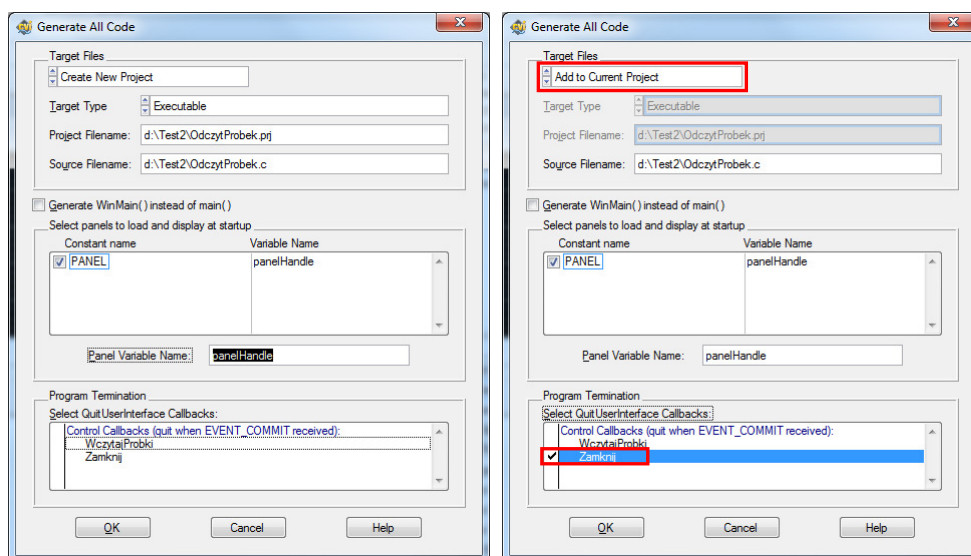 Generate All Code
Target Files
Create New Project
Target Type Executable
Project Filename: d:\Test2\OdczytProbek.prj
Source Filename: d:\Test2\OdczytProbek.c
Generate WinMain() instead of main()
Select panels to load and display at startup
Constant name Variable Name
PANEL panelHandle
Panel Variable Name: panelHandle
Program Termination
Select QuitUserInterface Callbacks:
Control Callbacks (quit when EVENT_COMMIT received):
WczytajProbki
Zamknij
OK Cancel Help
Generate All Code
Target Files
Add to Current Project
Target Type Executable
Project Filename: d:\Test2\OdczytProbek.prj
Source Filename: d:\Test2\OdczytProbek.c
Generate WinMain() instead of main()
Select panels to load and display at startup
Constant name Variable Name
PANEL panelHandle
Panel Variable Name: panelHandle
Program Termination
Select QuitUserInterface Callbacks:
Control Callbacks (quit when EVENT_COMMIT received):
WczytajProbki
Zamknij
OK Cancel Help